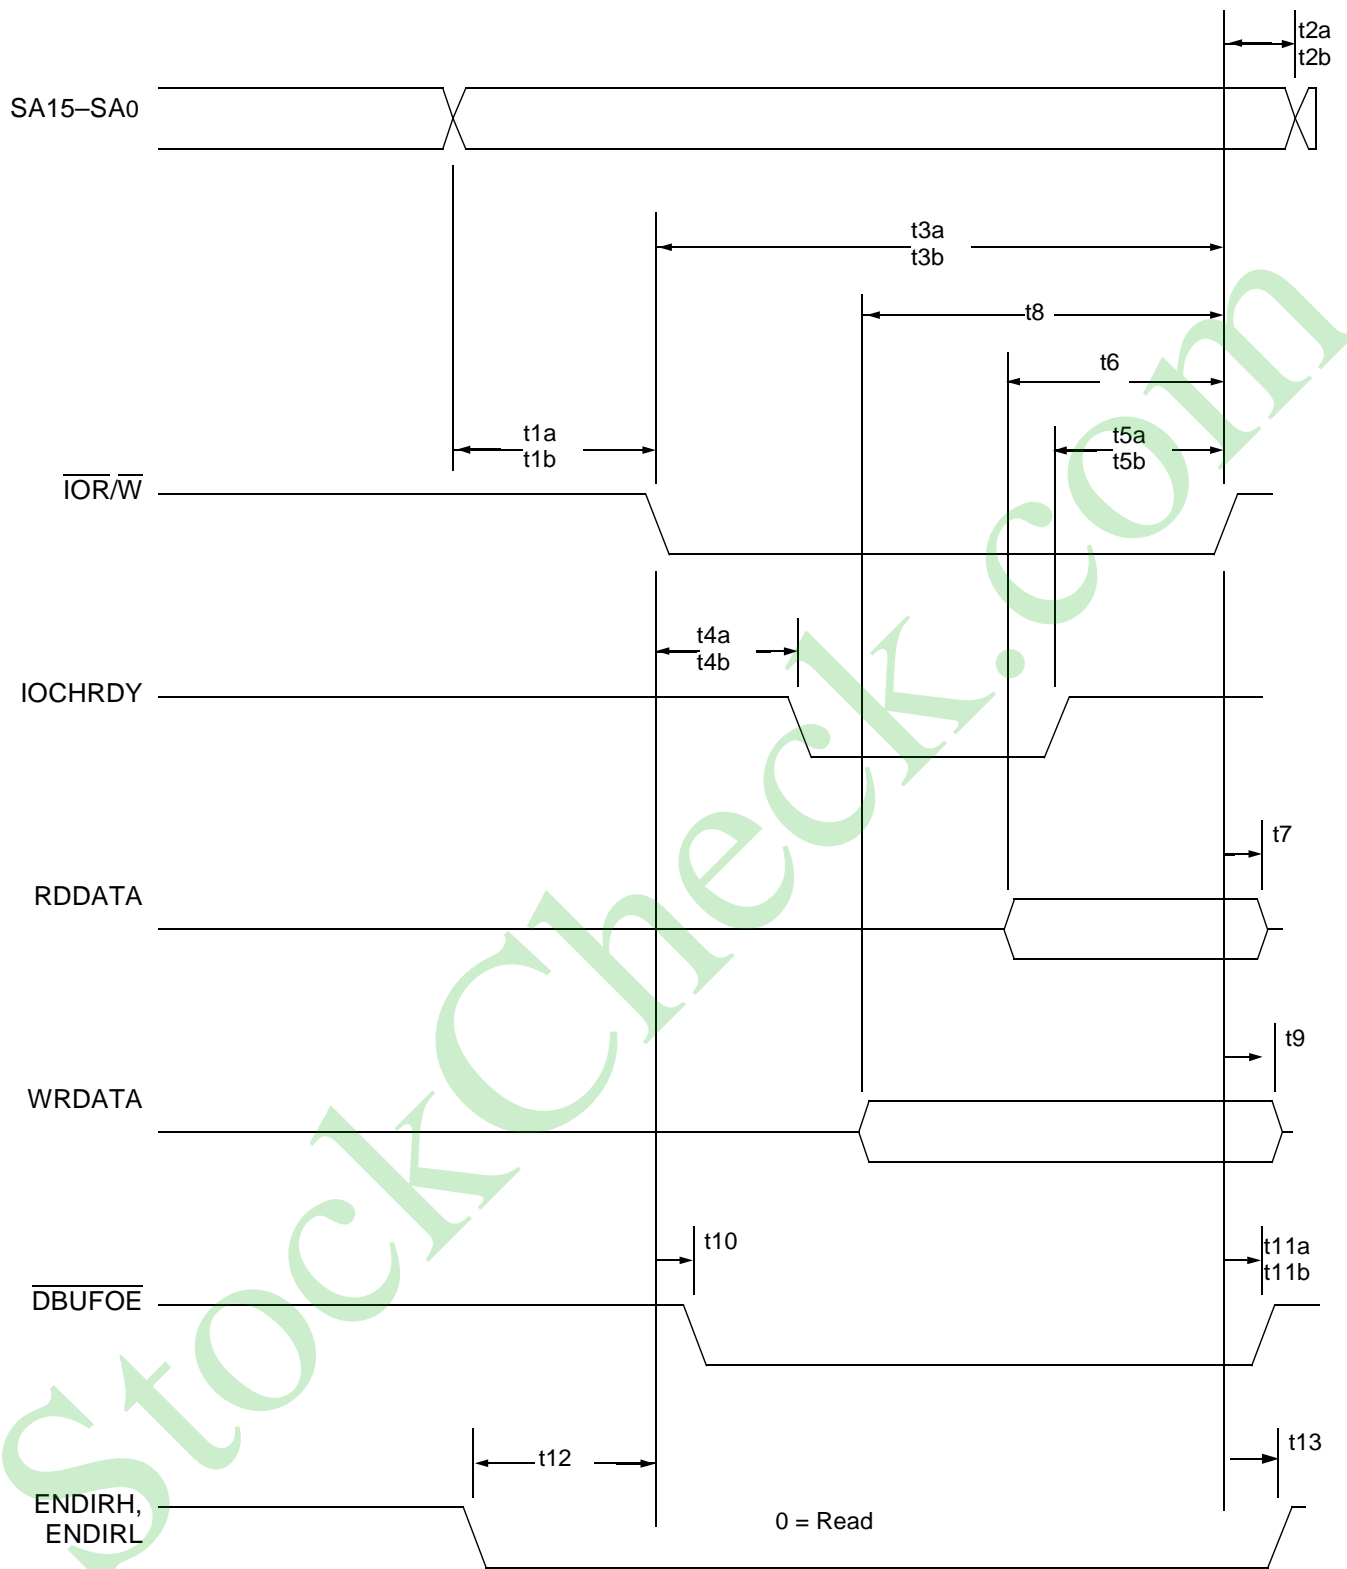 t2a
t2b
SA15–SA0
t3a
t3b
t8
t6
t1a
t1b
t5a
t5b
IOR/W
t4a
t4b
IOCHRDY
t7
RDDATA
t9
WRDATA
t10
t11a
t11b
DBUFOE
t12
t13
ENDIRH,
ENDIRL
0 = Read
StockCheck.com